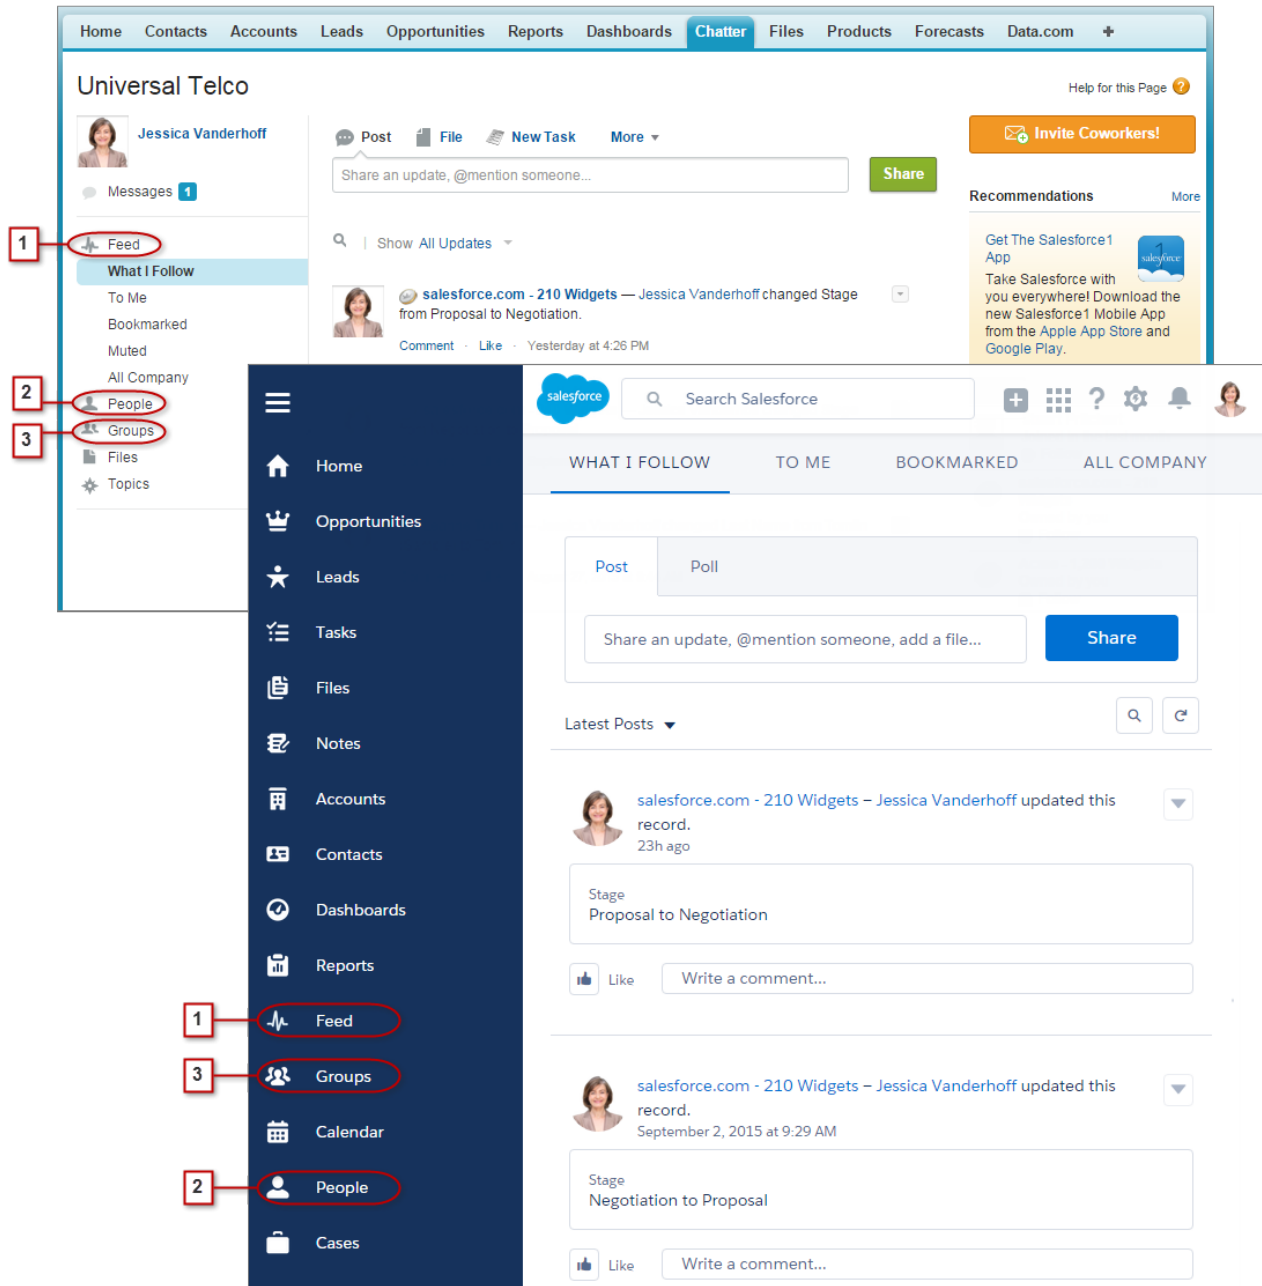 Home Contacts Accounts Leads Opportunities Reports Dashboards Chatter Files Products Forecasts Data.com +
Universal Telco
Help for this Page ?
Jessica Vanderhoff
Messages 1
Post File New Task More
Share an update, @mention someone...
Share
Invite Coworkers!
Recommendations More
Get The Salesforce1
App
salesforce
Take Salesforce with
you everywhere! Download the
new Salesforce1 Mobile App
from the Apple App Store and
Google Play.
1
Feed
What I Follow
To Me
Bookmarked
Muted
All Company
2
People
3
Groups
Files
Topics
Show All Updates
salesforce.com - 210 Widgets — Jessica Vanderhoff changed Stage
from Proposal to Negotiation.
Comment · Like · Yesterday at 4:26 PM
Home
Opportunities
Leads
Tasks
Files
Notes
Accounts
Contacts
Dashboards
Reports
1
Feed
3
Groups
Calendar
2
People
Cases
salesforce
Search Salesforce
?
WHAT I FOLLOW TO ME BOOKMARKED ALL COMPANY
Post Poll
Share an update, @mention someone, add a file...
Share
Latest Posts
salesforce.com - 210 Widgets – Jessica Vanderhoff updated this
record.
23h ago
Stage
Proposal to Negotiation
Like
Write a comment...
salesforce.com - 210 Widgets – Jessica Vanderhoff updated this
record.
September 2, 2015 at 9:29 AM
Stage
Negotiation to Proposal
Like
Write a comment...